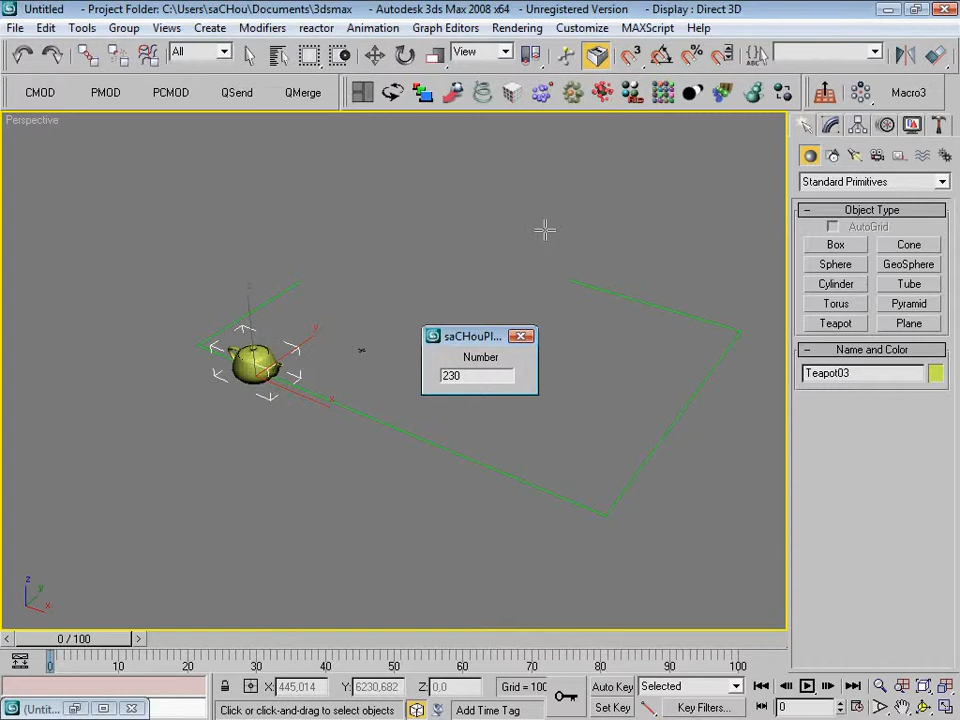 Untitled - Project Folder: C:\Users\saCHou\Documents\3dsmax - Autodesk 3ds Max 2008 x64 - Unregistered Version - Display : Direct 3D
File Edit Tools Group Views Create Modifiers reactor Animation Graph Editors Rendering Customize MAXScript Help
All View
CMOD PMOD PCMOD QSend QMerge Macro3
Perspective
Standard Primitives
Object Type
AutoGrid
Box Cone
Sphere GeoSphere
Cylinder Tube
Torus Pyramid
Teapot Plane
Name and Color
Teapot03
saCHouPl...
Number
230
z
y
x
z
y
x
0 / 100
0 10 20 30 40 50 60 70 80 90 100
X: 445,014 Y: 6230,682 Z: 0,0 Grid = 100 Auto Key Selected
(Untit... Click or click-and-drag to select objects Add Time Tag Set Key Key Filters... 0